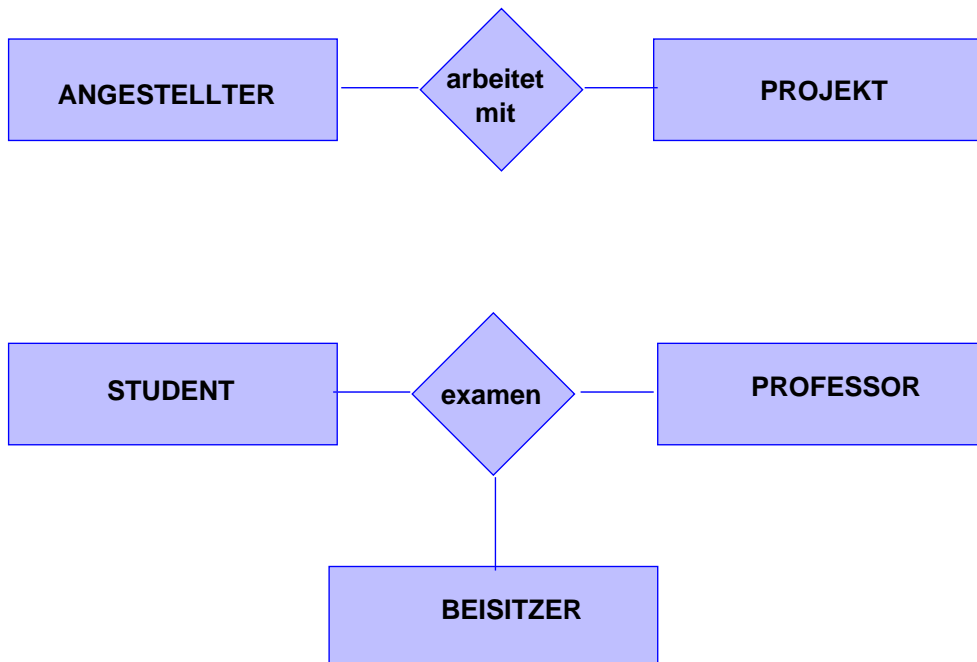 ANGESTELLTER
arbeitet
mit
PROJEKT
STUDENT
examen
PROFESSOR
BEISITZER